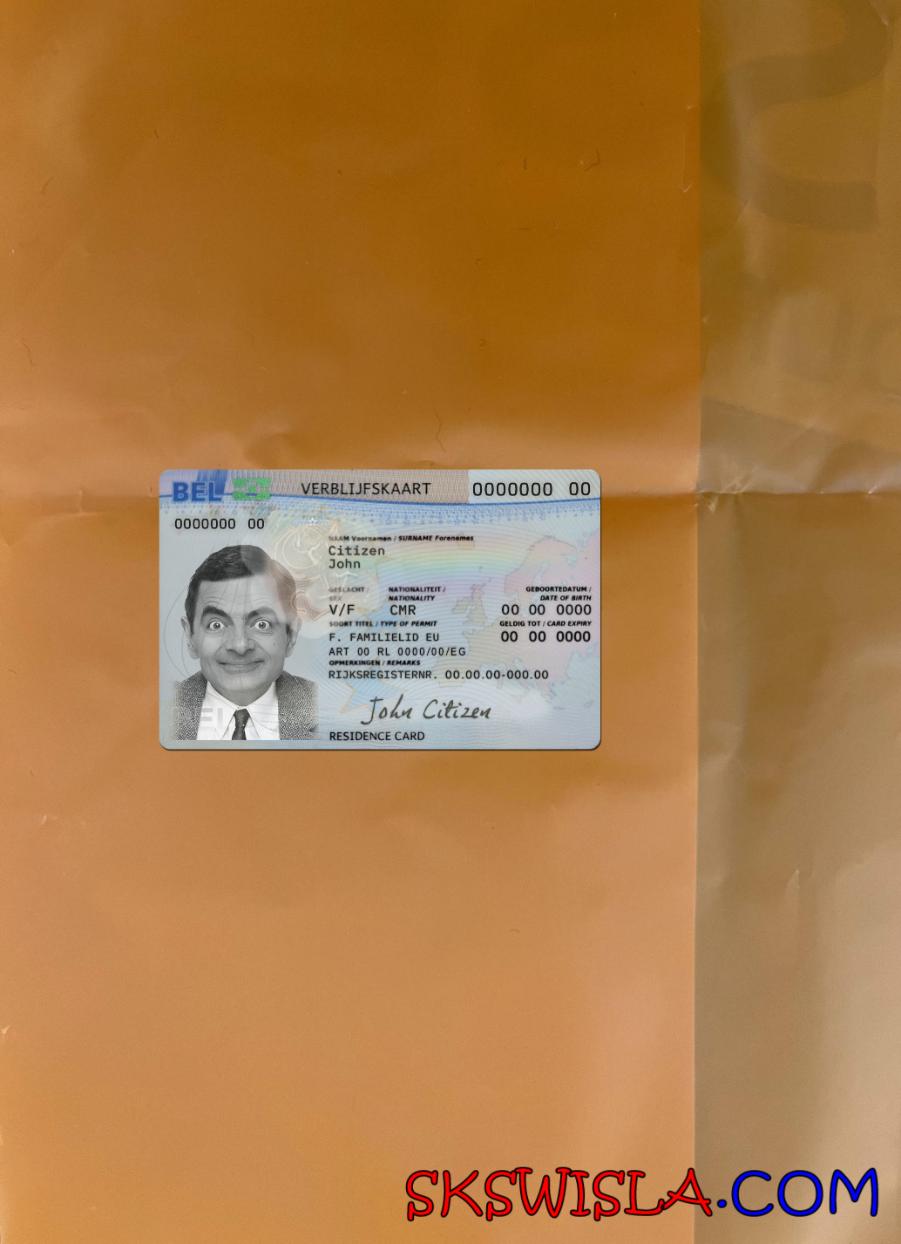 BEL
VERBLIJFSKAART
0000000 00
0000000 00
NAAM Voornamen / SURNAME Forenames
Citizen
John
GESLACHT / NATIONALITEIT / GEBOORTEDATUM /
SEX NATIONALITY DATE OF BIRTH
V/F CMR 00 00 0000
SOORT TITEL / TYPE OF PERMIT GELDIG TOT / CARD EXPIRY
F. FAMILIELID EU 00 00 0000
ART 00 RL 0000/00/EG
OPMERKINGEN / REMARKS
RIJKSREGISTERNR. 00.00.00-000.00
John Citizen
RESIDENCE CARD
SKSWISLA.COM